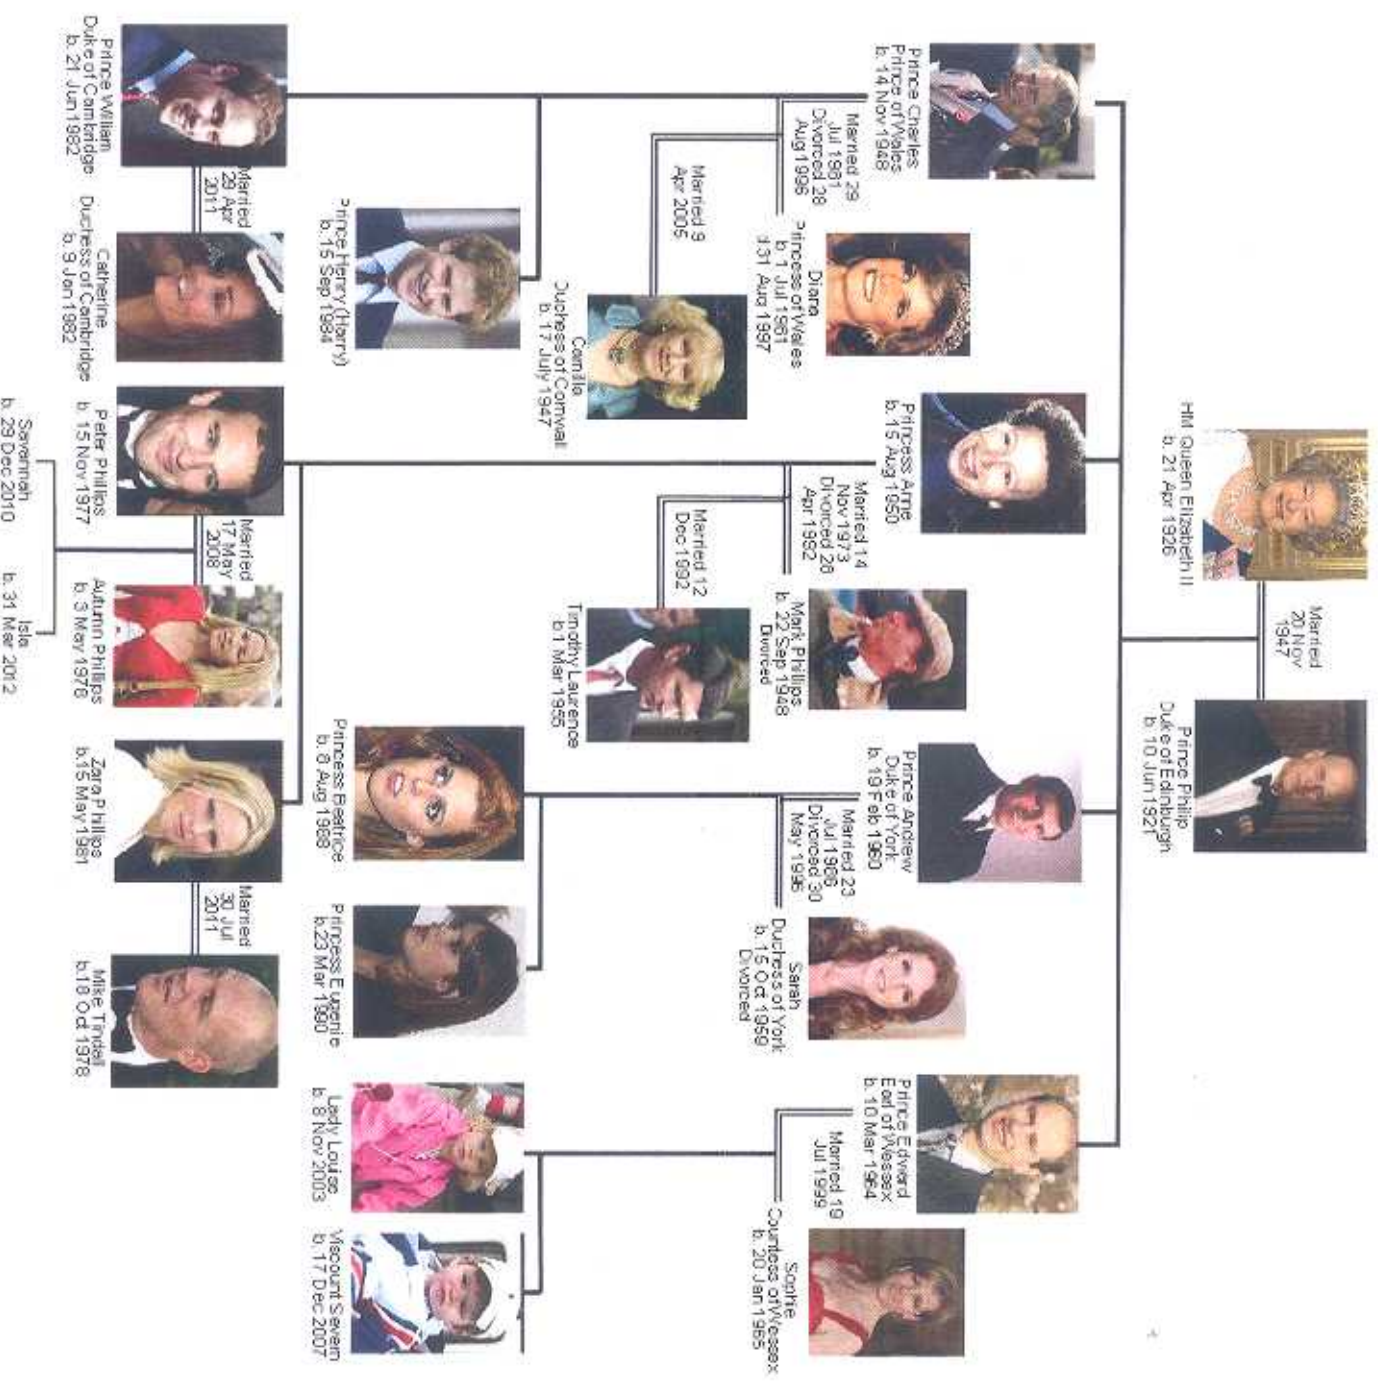 HM Queen Elizabeth II
b. 21 Apr 1926
Married
20 Nov
1947
Prince Philip
Duke of Edinburgh
b. 10 Jun 1921
Prince Charles
Prince of Wales
b. 14 Nov 1948
Married 29
Jul 1981
Divorced 28
Aug 1996
Diana
Princess of Wales
b 1 Jul 1961
d.31 Aug 1997
Married 9
Apr 2005
Camilla
Duchess of Cornwall
b. 17 July 1947
Princess Anne
b. 15 Aug 1950
Married 14
Nov 1973
Divorced 28
Apr 1992
Mark Phillips
b. 22 Sep 1948
Divorced
Married 12
Dec 1992
Timothy Laurence
b 1 Mar 1955
Prince Andrew
Duke of York
b. 19 Feb 1960
Married 23
Jul 1986
Divorced 30
May 1996
Sarah
Duchess of York
b. 15 Oct 1959
Divorced
Prince Edward
Earl of Wessex
b. 10 Mar 1964
Married 19
Jul 1999
Sophie
Countess of Wessex
b. 20 Jan 1965
Prince Henry (Harry)
b. 15 Sep 1984
Princess Beatrice
b. 8 Aug 1988
Princess Eugenie
b.23 Mar 1990
Lady Louise
b. 8 Nov 2003
Viscount Severn
b. 17 Dec 2007
Prince William
Duke of Cambridge
b. 21 Jun 1982
Married
29 Apr
2011
Catherine
Duchess of Cambridge
b. 9 Jan 1982
Peter Phillips
b 15 Nov 1977
Married
17 May
2008
Autumn Phillips
b. 3 May 1978
Zara Phillips
b.15 May 1981
Married
30 Jul
2011
Mike Tindall
b.18 Oct 1978
Savannah
b. 29 Dec 2010
Isla
b. 31 Mar 2012